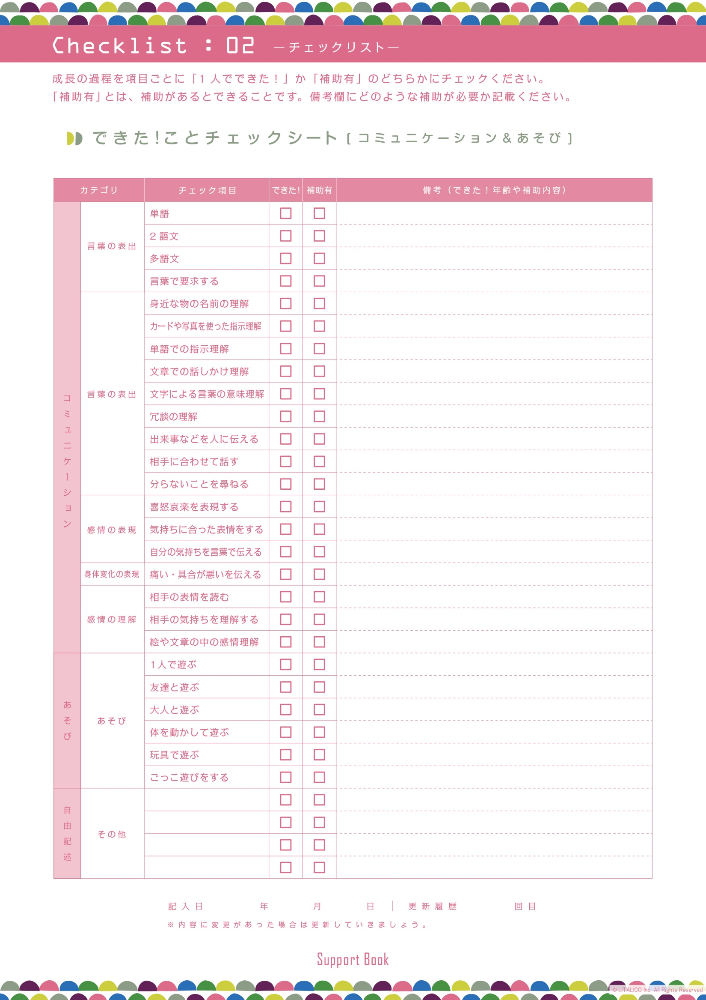 Checklist : 02 ―チェックリスト―
成長の過程を項目ごとに「1人でできた！」か「補助有」のどちらかにチェックください。
「補助有」とは、補助があるとできることです。備考欄にどのような補助が必要か記載ください。
できた!ことチェックシート [コミュニケーション&あそび]
カテゴリ チェック項目 できた! 補助有 備考（できた！年齢や補助内容）
コミュニケーション
言葉の表出
単語
2語文
多語文
言葉で要求する
言葉の表出
身近な物の名前の理解
カードや写真を使った指示理解
単語での指示理解
文章での話しかけ理解
文字による言葉の意味理解
冗談の理解
出来事などを人に伝える
相手に合わせて話す
分らないことを尋ねる
感情の表現
喜怒哀楽を表現する
気持ちに合った表情をする
自分の気持ちを言葉で伝える
身体変化の表現
痛い・具合が悪いを伝える
感情の理解
相手の表情を読む
相手の気持ちを理解する
絵や文章の中の感情理解
あそび
あそび
1人で遊ぶ
友達と遊ぶ
大人と遊ぶ
体を動かして遊ぶ
玩具で遊ぶ
ごっこ遊びをする
自由記述
その他
記入日 年 月 日 | 更新履歴 回目
※内容に変更があった場合は更新していきましょう。
Support Book
© LITALICO Inc. All Rights Reserved